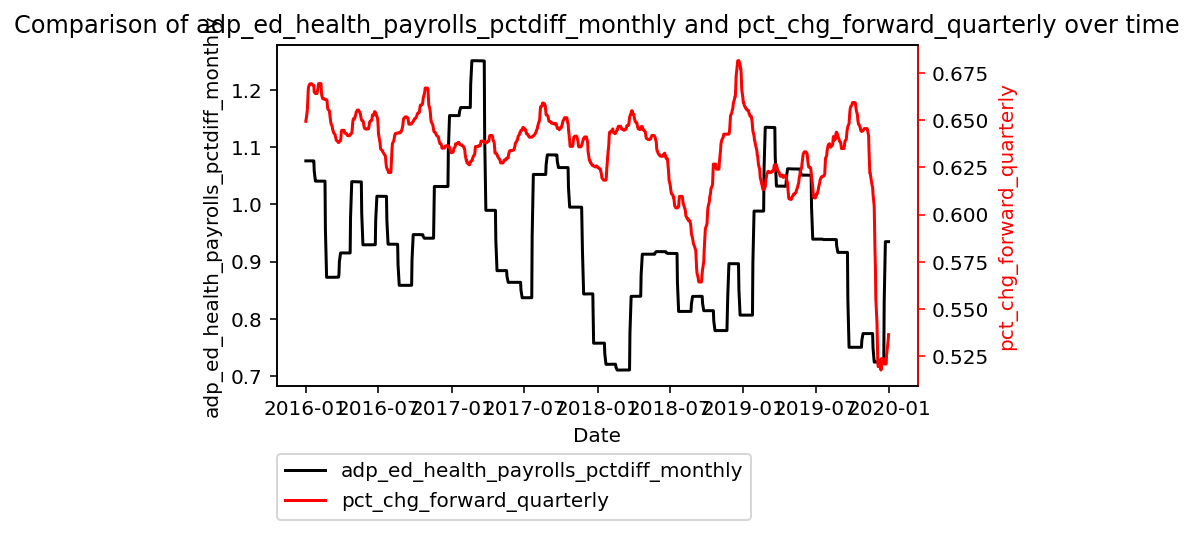 Comparison of adp_ed_health_payrolls_pctdiff_monthly and pct_chg_forward_quarterly over time
adp_ed_health_payrolls_pctdiff_monthly
1.2
1.1
1.0
0.9
0.8
0.7
0.675
0.650
0.625
0.600
0.575
0.550
0.525
pct_chg_forward_quarterly
2016-01 2016-07 2017-01 2017-07 2018-01 2018-07 2019-01 2019-07 2020-01
Date
adp_ed_health_payrolls_pctdiff_monthly
pct_chg_forward_quarterly